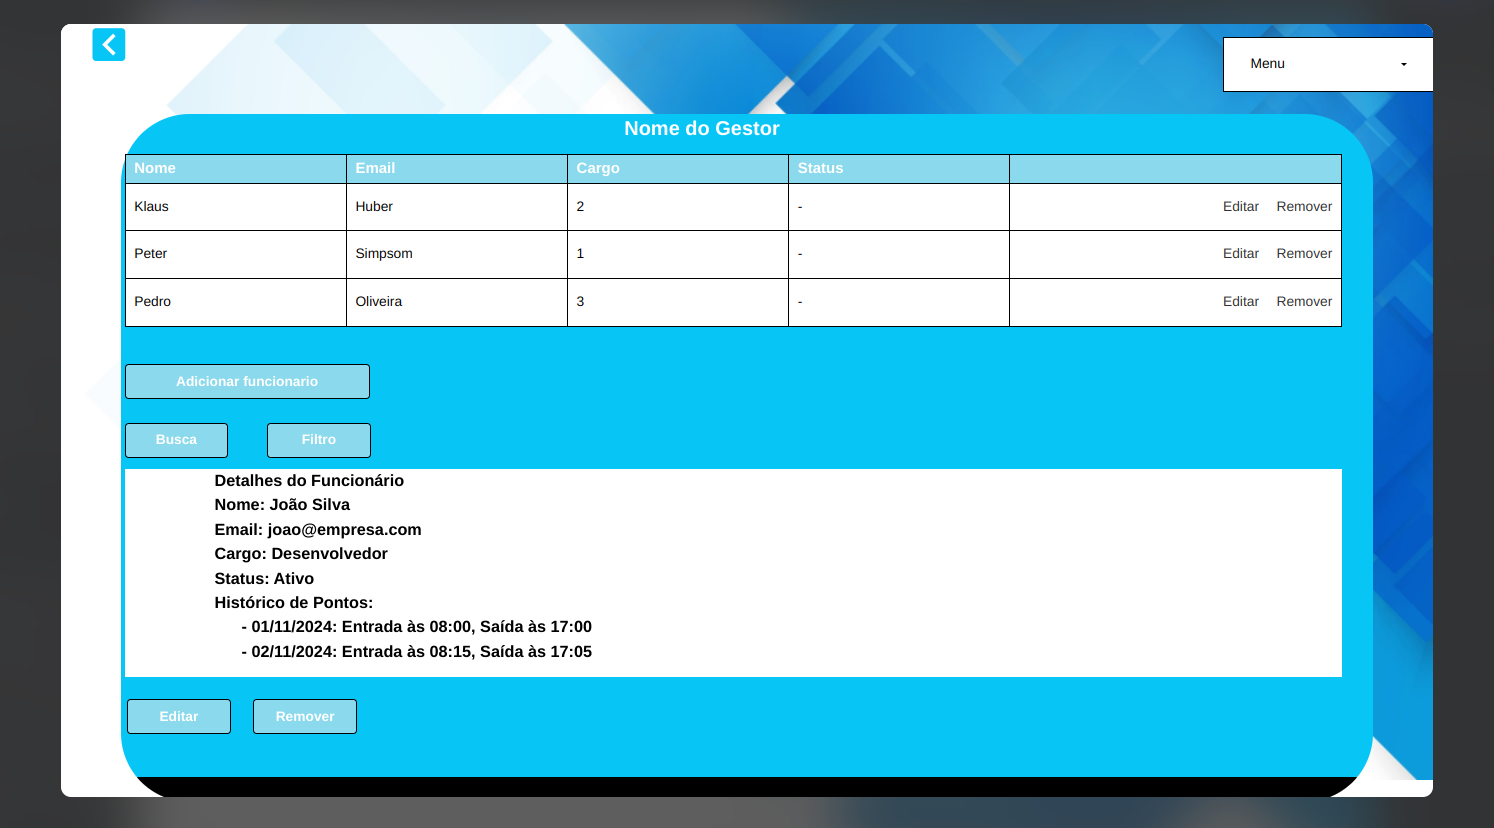 Menu
Nome do Gestor
Nome Email Cargo Status
Klaus Huber 2 - Editar Remover
Peter Simpsom 1 - Editar Remover
Pedro Oliveira 3 - Editar Remover
Adicionar funcionario
Busca Filtro
Detalhes do Funcionário
Nome: João Silva
Email: joao@empresa.com
Cargo: Desenvolvedor
Status: Ativo
Histórico de Pontos:
- 01/11/2024: Entrada às 08:00, Saída às 17:00
- 02/11/2024: Entrada às 08:15, Saída às 17:05
Editar Remover